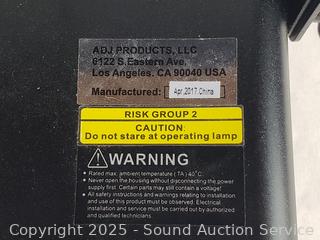 ADJ PRODUCTS, LLC
6122 S.Eastern Ave.
Los Angeles. CA 90040 USA
Manufactured: Apr,2017.China
RISK GROUP 2
CAUTION:
Do not stare at operating lamp
WARNING
• Rated max. ambient temperature ( TA ) 40°C.
• Never open the housing without disconnecting the power
supply first. Certain parts may still contain a voltage!
• All safety instructions and warnings relating to installation
and use of this product must be observed. Electrical
installation and service must be carried out by authorized
and qualified technicians.
Copyright 2025 - Sound Auction Service